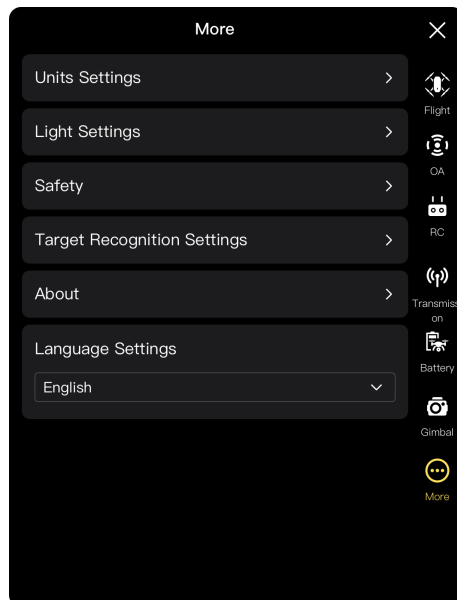 More
Units Settings
Light Settings
Safety
Target Recognition Settings
About
Language Settings
English
Flight
OA
RC
Transmiss
on
Battery
Gimbal
More